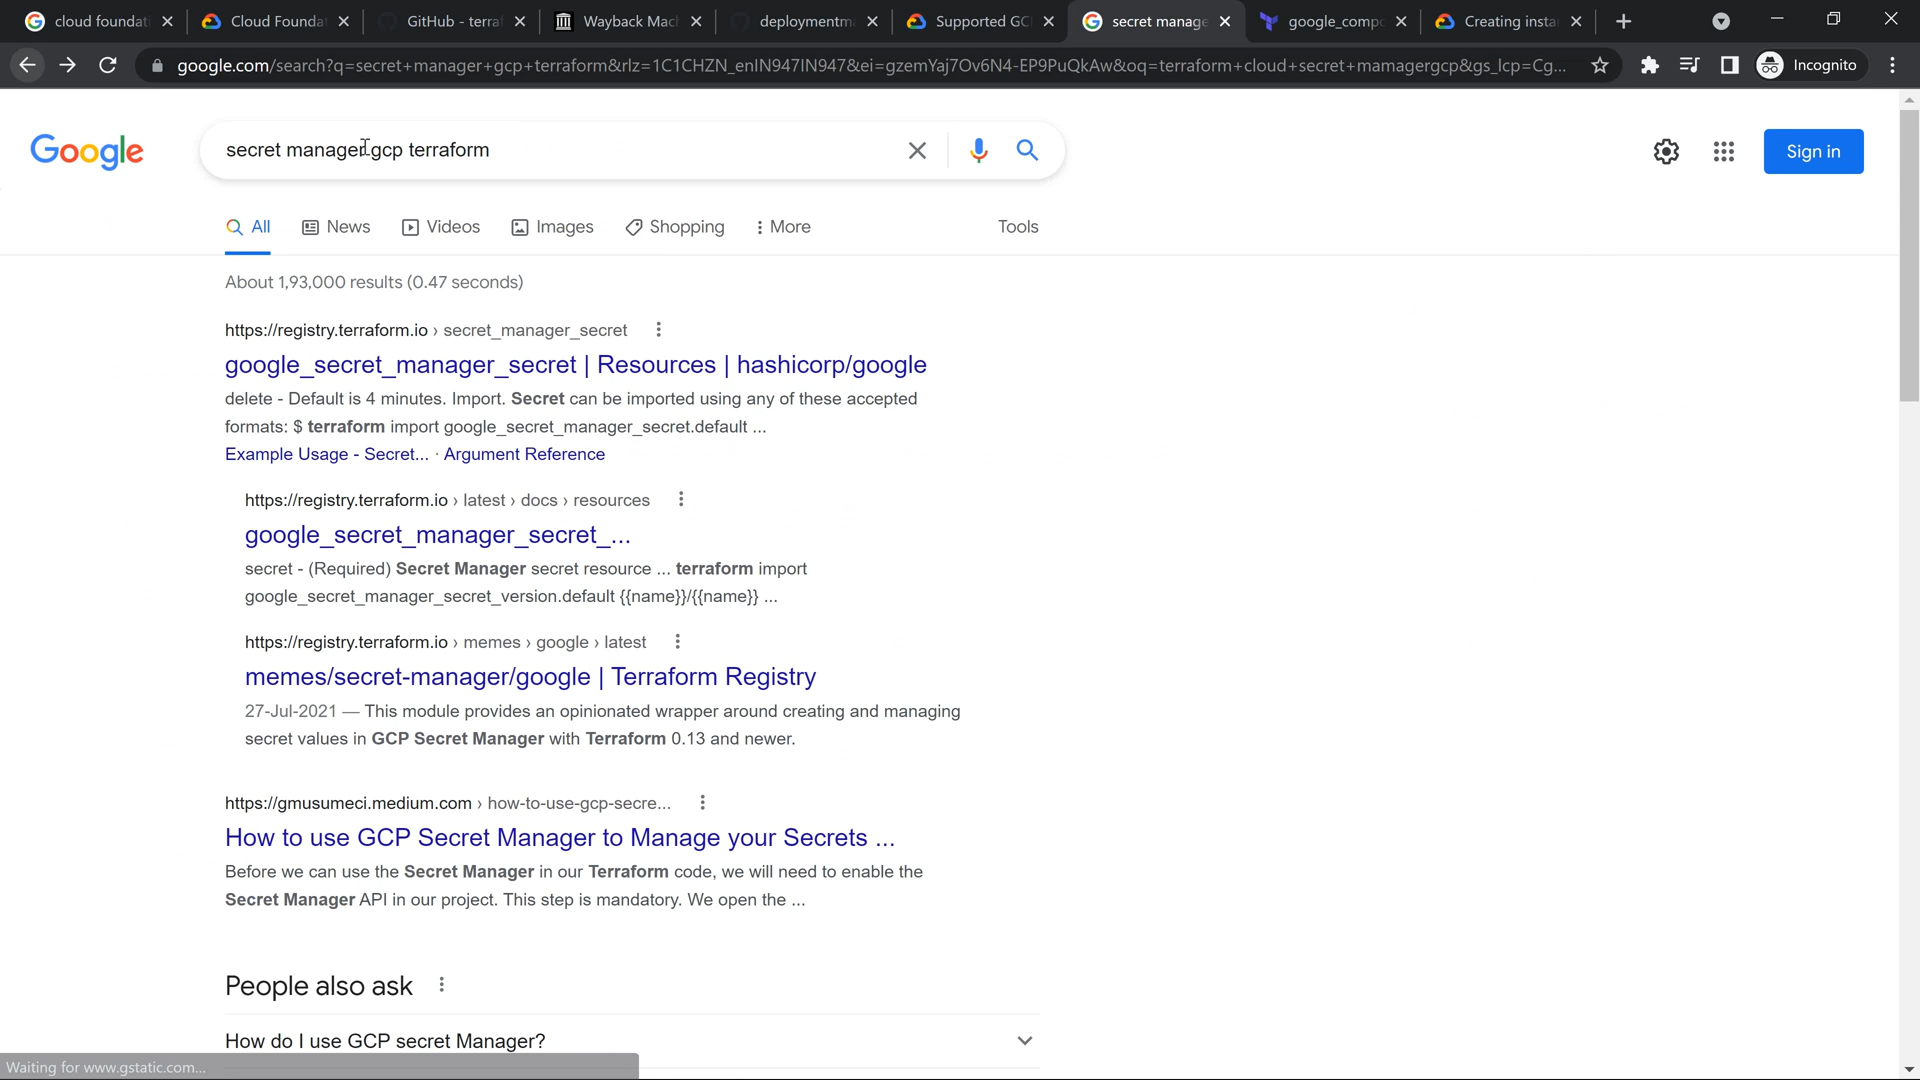 cloud foundati
Cloud Foundat
GitHub - terraf
Wayback Mach
deploymentma
Supported GCP
secret manage
google_compu
Creating instan
google.com/search?q=secret+manager+gcp+terraform&rlz=1C1CHZN_enIN947IN947&ei=gzemYaj7Ov6N4-EP9PuQkAw&oq=terraform+cloud+secret+mamagergcp&gs_lcp=Cg...
Incognito
Google
secret manager gcp terraform
Sign in
All
News
Videos
Images
Shopping
More
Tools
About 1,93,000 results (0.47 seconds)
https://registry.terraform.io › secret_manager_secret
google_secret_manager_secret | Resources | hashicorp/google
delete - Default is 4 minutes. Import. Secret can be imported using any of these accepted
formats: $ terraform import google_secret_manager_secret.default ...
Example Usage - Secret... · Argument Reference
https://registry.terraform.io › latest › docs › resources
google_secret_manager_secret_...
secret - (Required) Secret Manager secret resource ... terraform import
google_secret_manager_secret_version.default {{name}}/{{name}} ...
https://registry.terraform.io › memes › google › latest
memes/secret-manager/google | Terraform Registry
27-Jul-2021 — This module provides an opinionated wrapper around creating and managing
secret values in GCP Secret Manager with Terraform 0.13 and newer.
https://gmusumeci.medium.com › how-to-use-gcp-secre...
How to use GCP Secret Manager to Manage your Secrets ...
Before we can use the Secret Manager in our Terraform code, we will need to enable the
Secret Manager API in our project. This step is mandatory. We open the ...
People also ask
How do I use GCP secret Manager?
Waiting for www.gstatic.com...